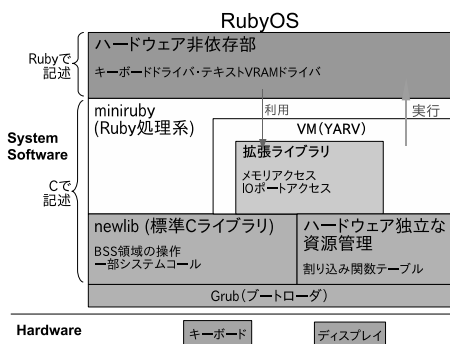 RubyOS
ハードウェア非依存部
Rubyで
記述
キーボードドライバ・テキストVRAMドライバ
miniruby
(Ruby処理系)
利用
実行
VM(YARV)
System
Software
拡張ライブラリ
メモリアクセス
IOポートアクセス
Cで
記述
newlib (標準Cライブラリ)
BSS領域の操作
一部システムコール
ハードウェア独立な
資源管理
割り込み関数テーブル
Grub(ブートローダ)
Hardware
キーボード
ディスプレイ